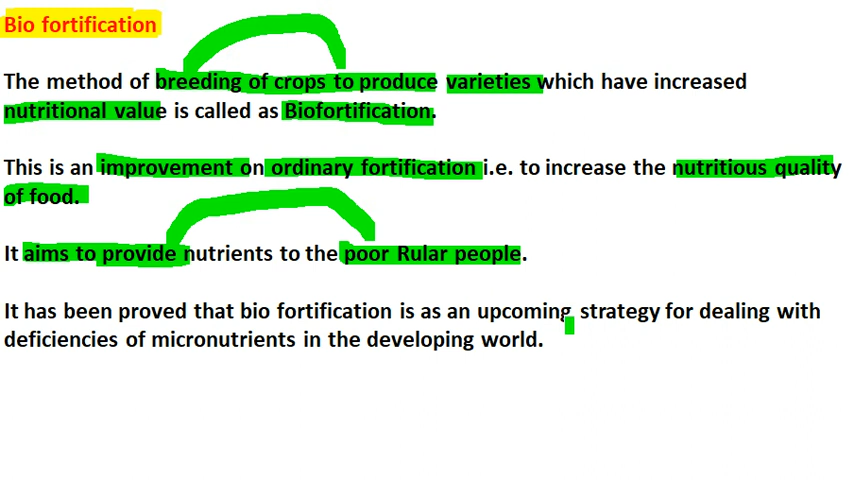 Bio fortification
The method of breeding of crops to produce varieties which have increased
nutritional value is called as Biofortification.
This is an improvement on ordinary fortification i.e. to increase the nutritious quality
of food.
It aims to provide nutrients to the poor Rular people.
It has been proved that bio fortification is as an upcoming strategy for dealing with
deficiencies of micronutrients in the developing world.